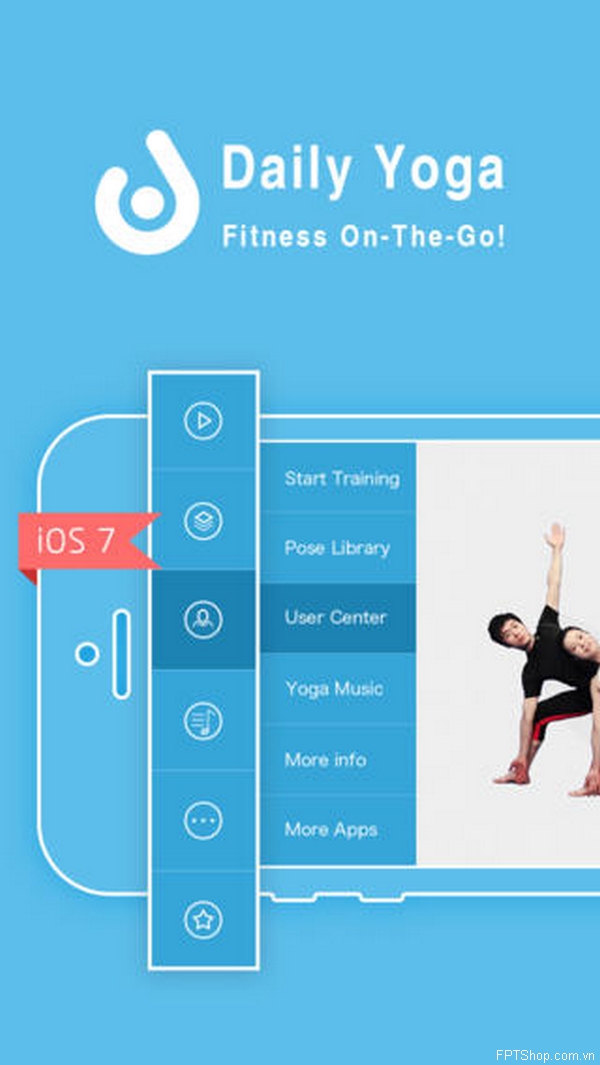 Daily Yoga
Fitness On-The-Go!
Start Training
Pose Library
iOS 7
User Center
Yoga Music
More info
More Apps
FPTShop.com.vn